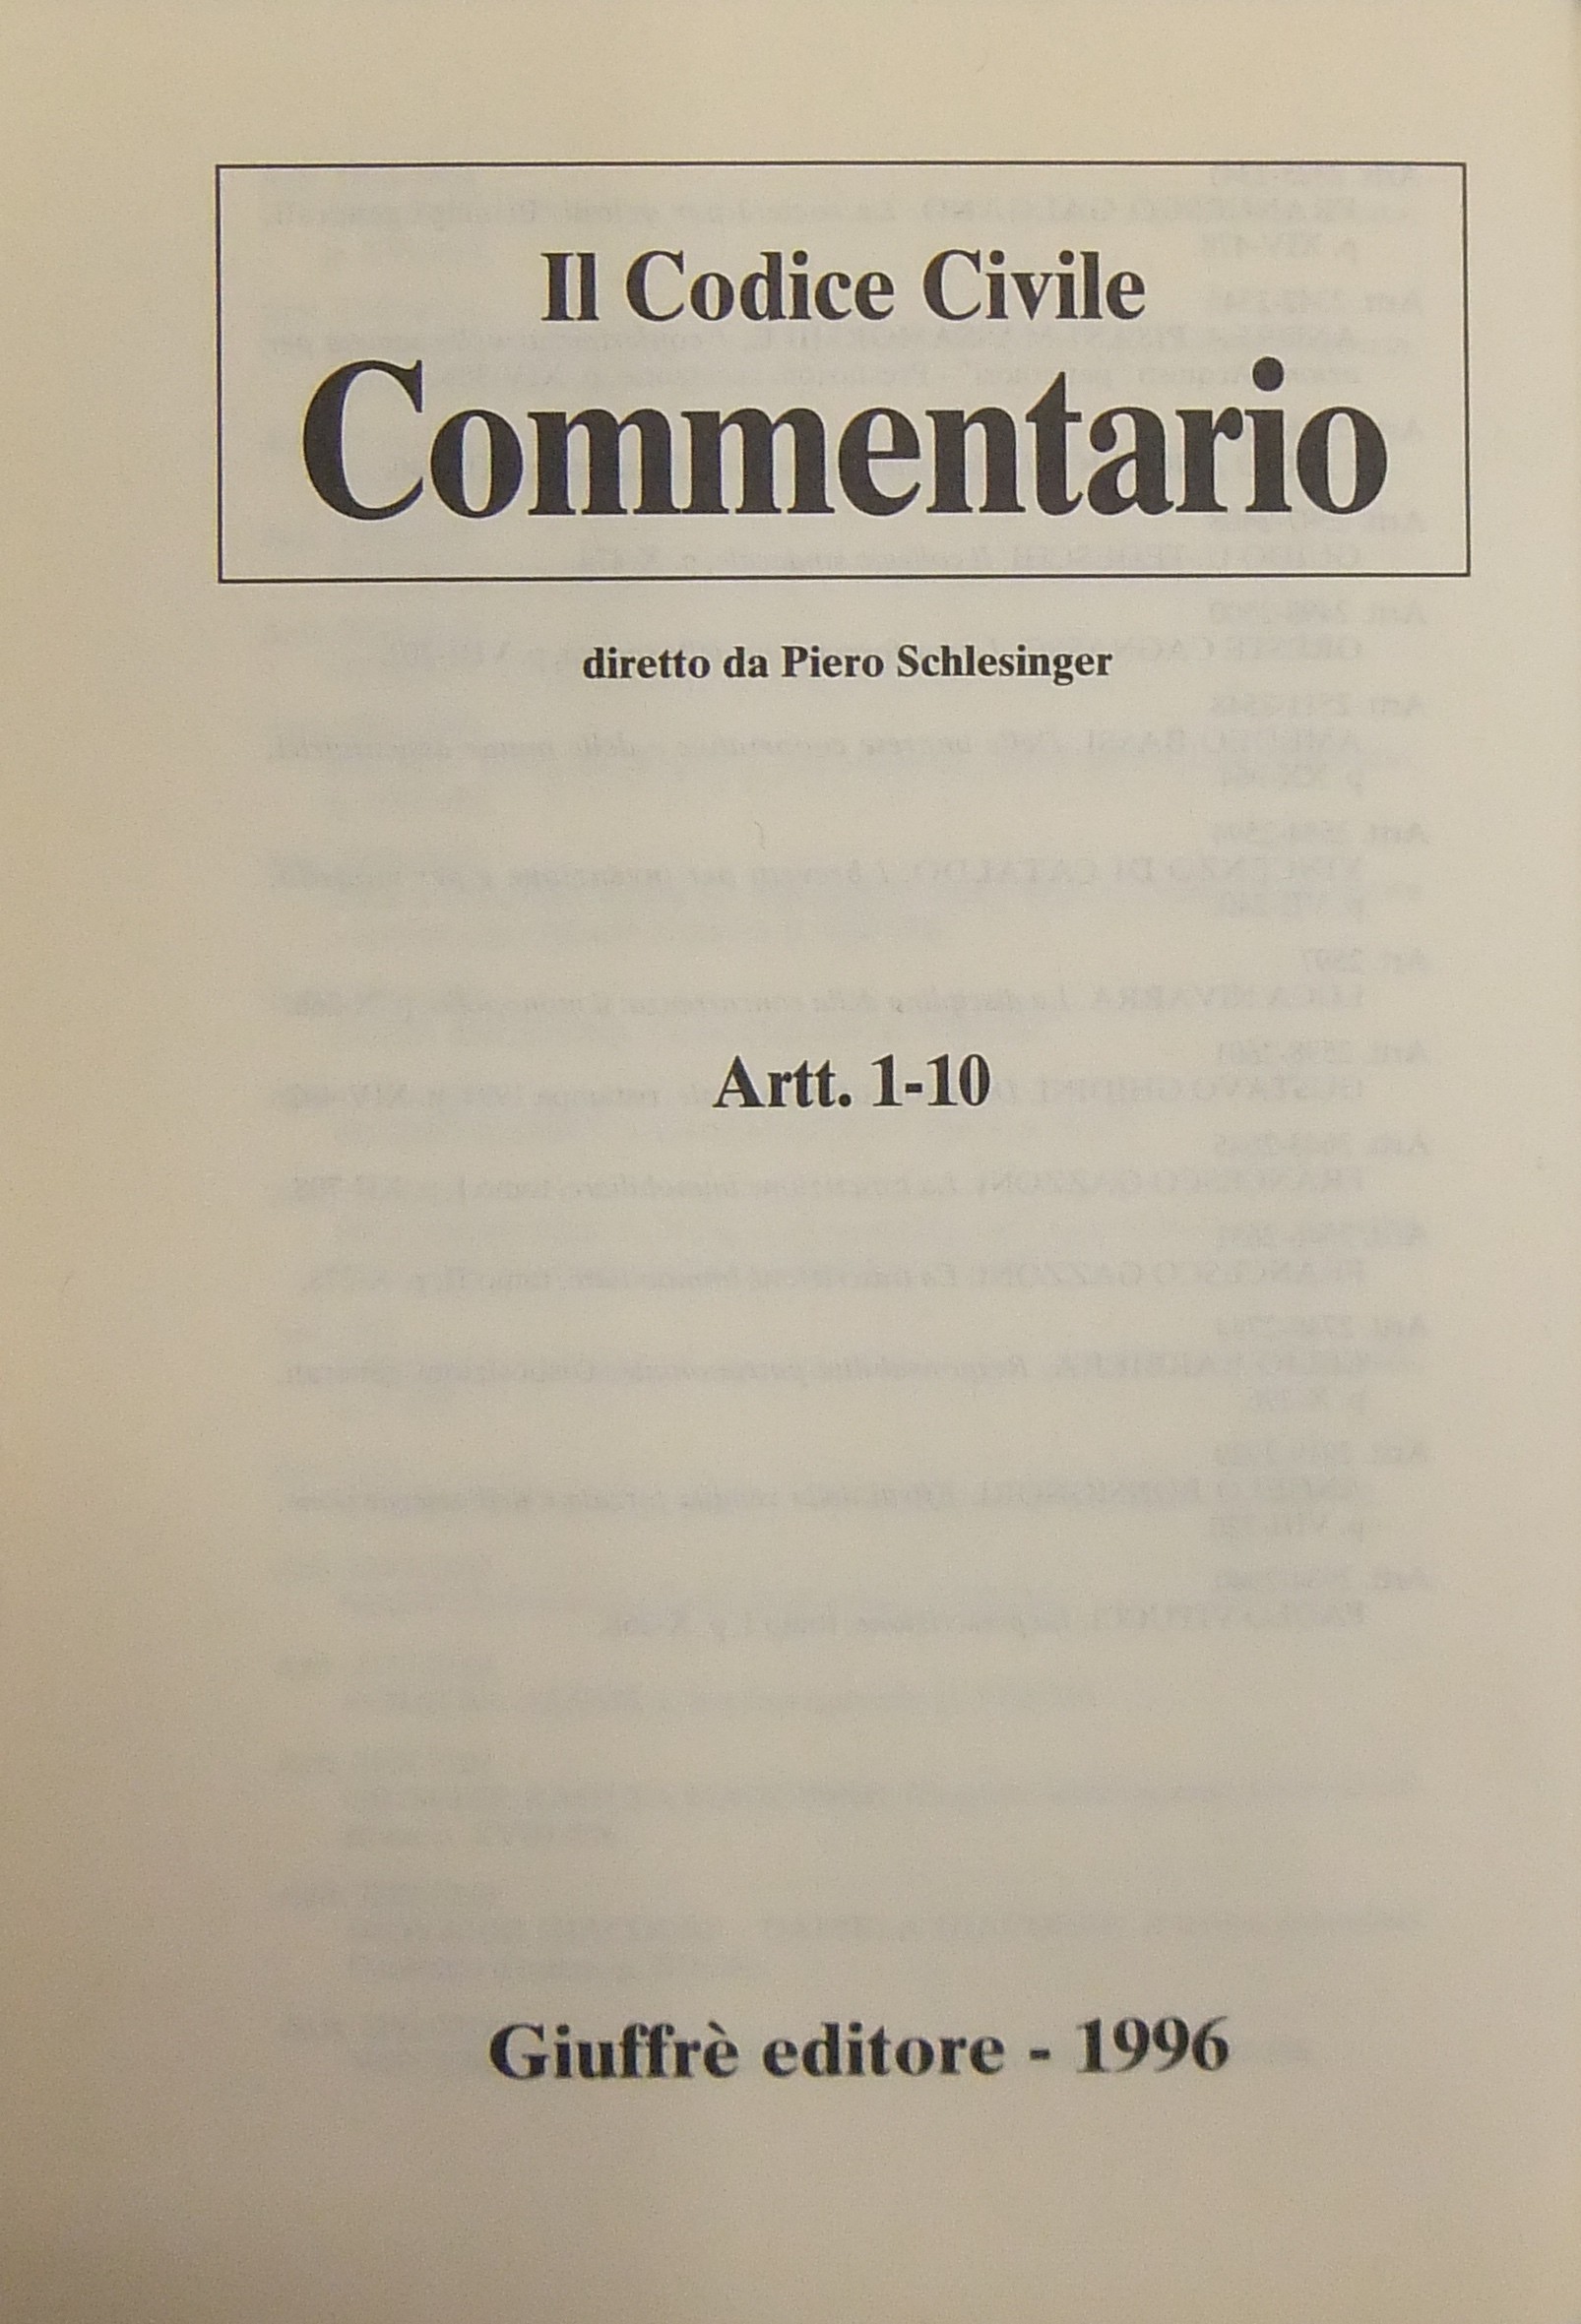 Il Codice Civile
Commentario
diretto da Piero Schlesinger
Artt. 1-10
Giuffrè editore - 1996